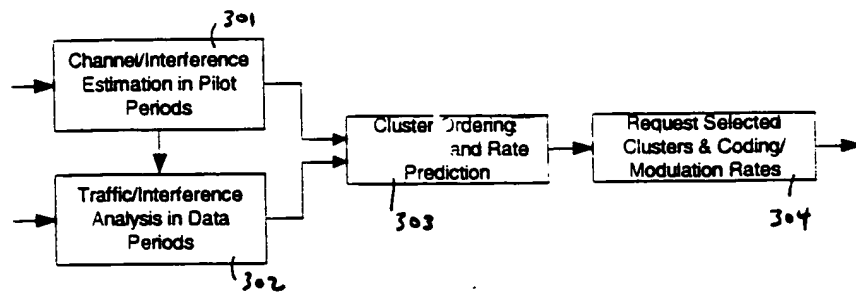 301
Channel/Interference
Estimation in Pilot
Periods
Traffic/Interference
Analysis in Data
Periods
302
Cluster Ordering
and Rate
Prediction
303
Request Selected
Clusters & Coding/
Modulation Rates
304